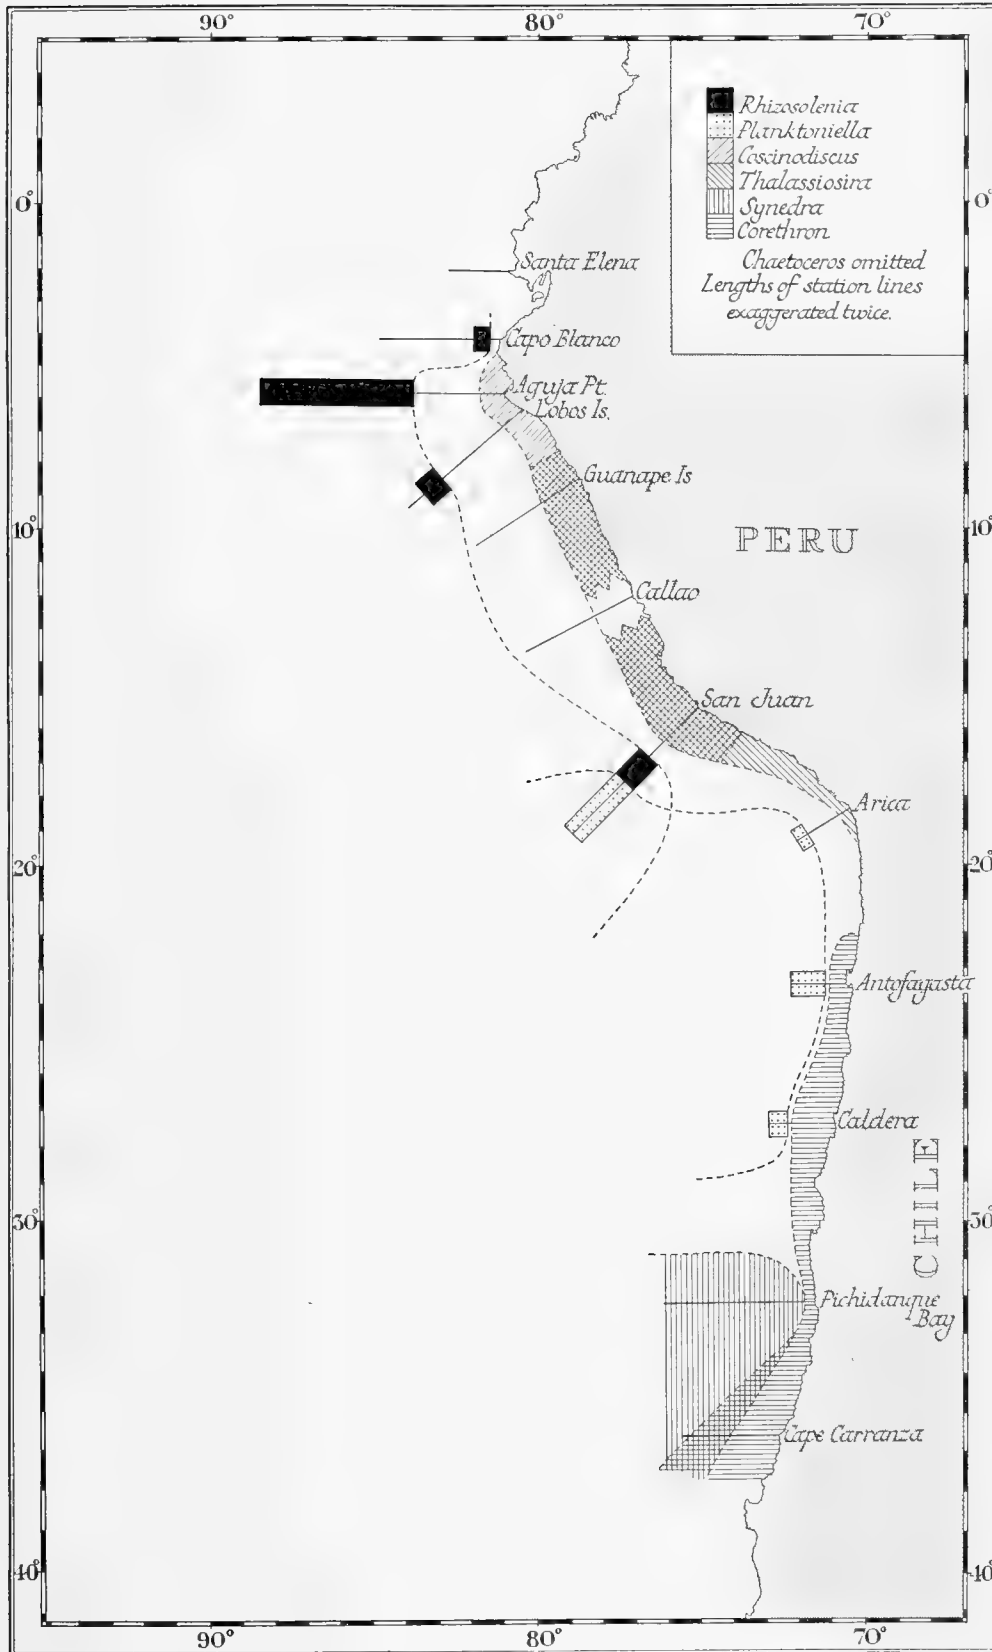 90°
80°
70°
Rhizosolenia
Planktoniella
Coscinodiscus
Thalassiosira
Synedra
Corethron
Chaetoceros omitted
Lengths of station lines
exaggerated twice.
0°
0°
Santa Elena
Capo Blanco
Aguja Pt.
Lobos Is.
Guanape Is
10°
10°
PERU
Callao
San Juan
Arica
20°
20°
Antofagasta
Caldera
CHILE
30°
30°
Pichidanque
Bay
Cape Carranza
40°
40°
90°
80°
70°